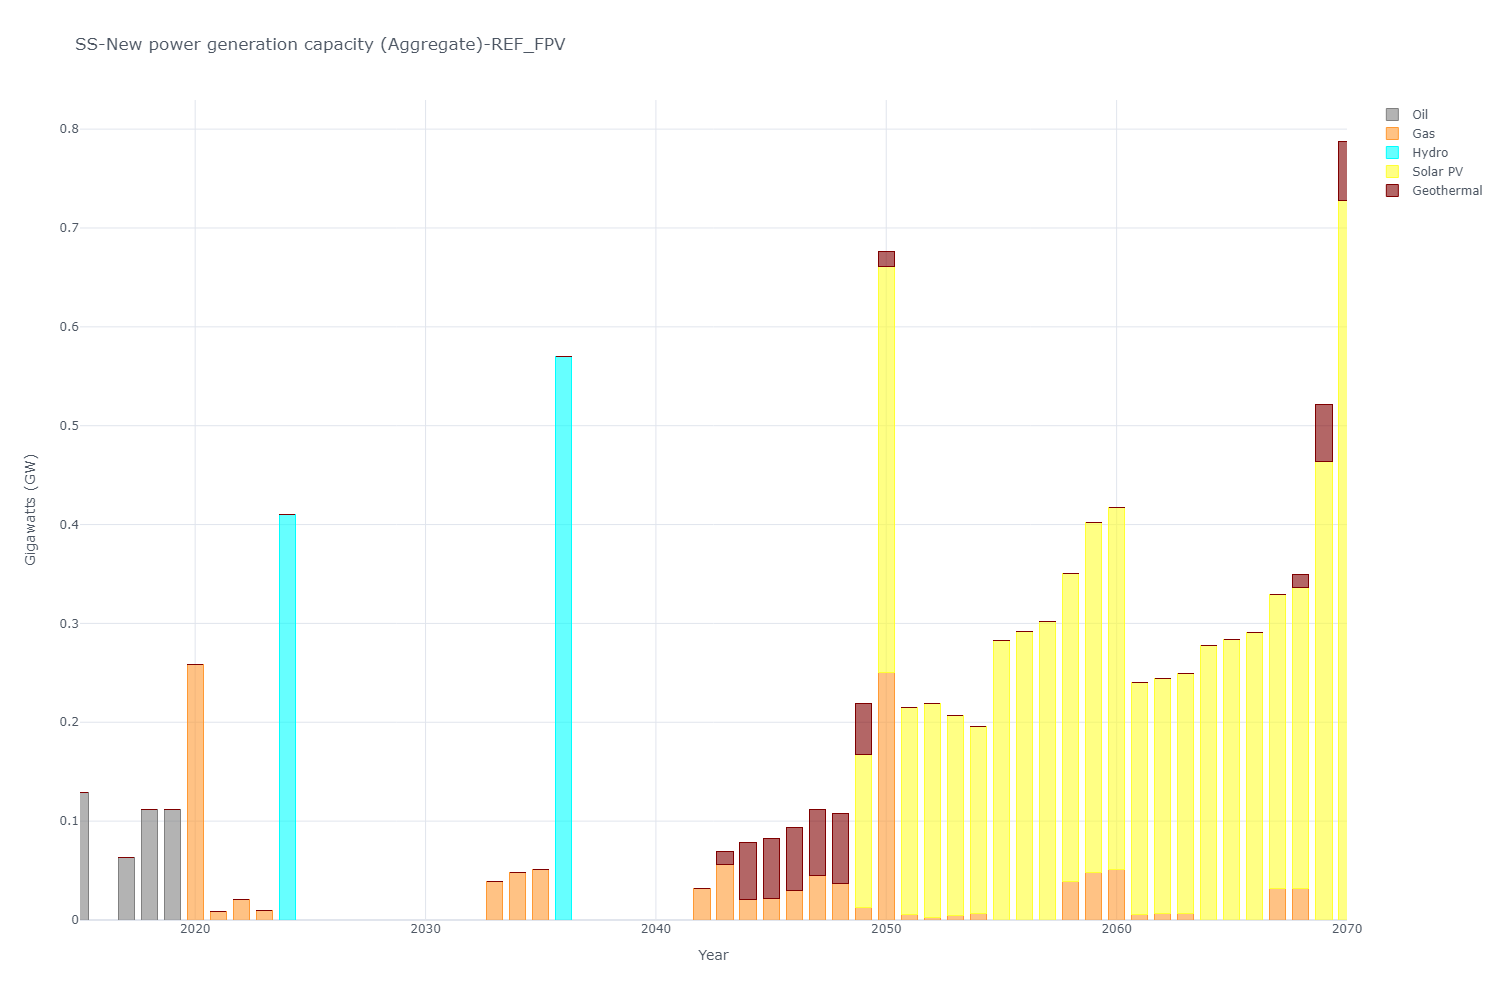 SS-New power generation capacity (Aggregate)-REF_FPV
Oil
Gas
Hydro
Solar PV
Geothermal
0.8
0.7
0.6
0.5
0.4
0.3
0.2
0.1
0
Gigawatts (GW)
2020
2030
2040
2050
2060
2070
Year